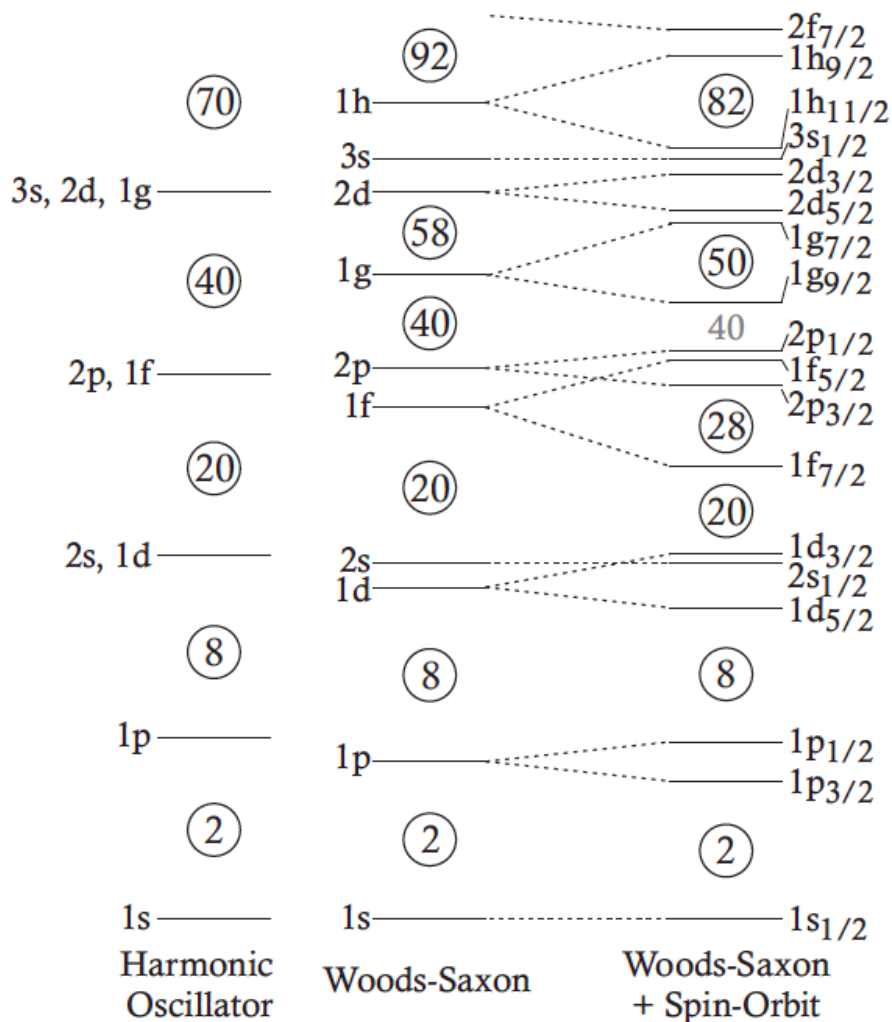 2f7/2
92
1h9/2
70
1h
82
1h11/2
3s
3s1/2
3s, 2d, 1g
2d
2d3/2
2d5/2
58
1g7/2
40
1g
50
1g9/2
40
40
2p1/2
2p, 1f
2p
1f5/2
1f
2p3/2
28
20
1f7/2
20
20
2s, 1d
2s
1d3/2
1d
2s1/2
1d5/2
8
8
8
1p
1p
1p1/2
1p3/2
2
2
2
1s
1s
1s1/2
Harmonic
Oscillator
Woods-Saxon
Woods-Saxon
+ Spin-Orbit